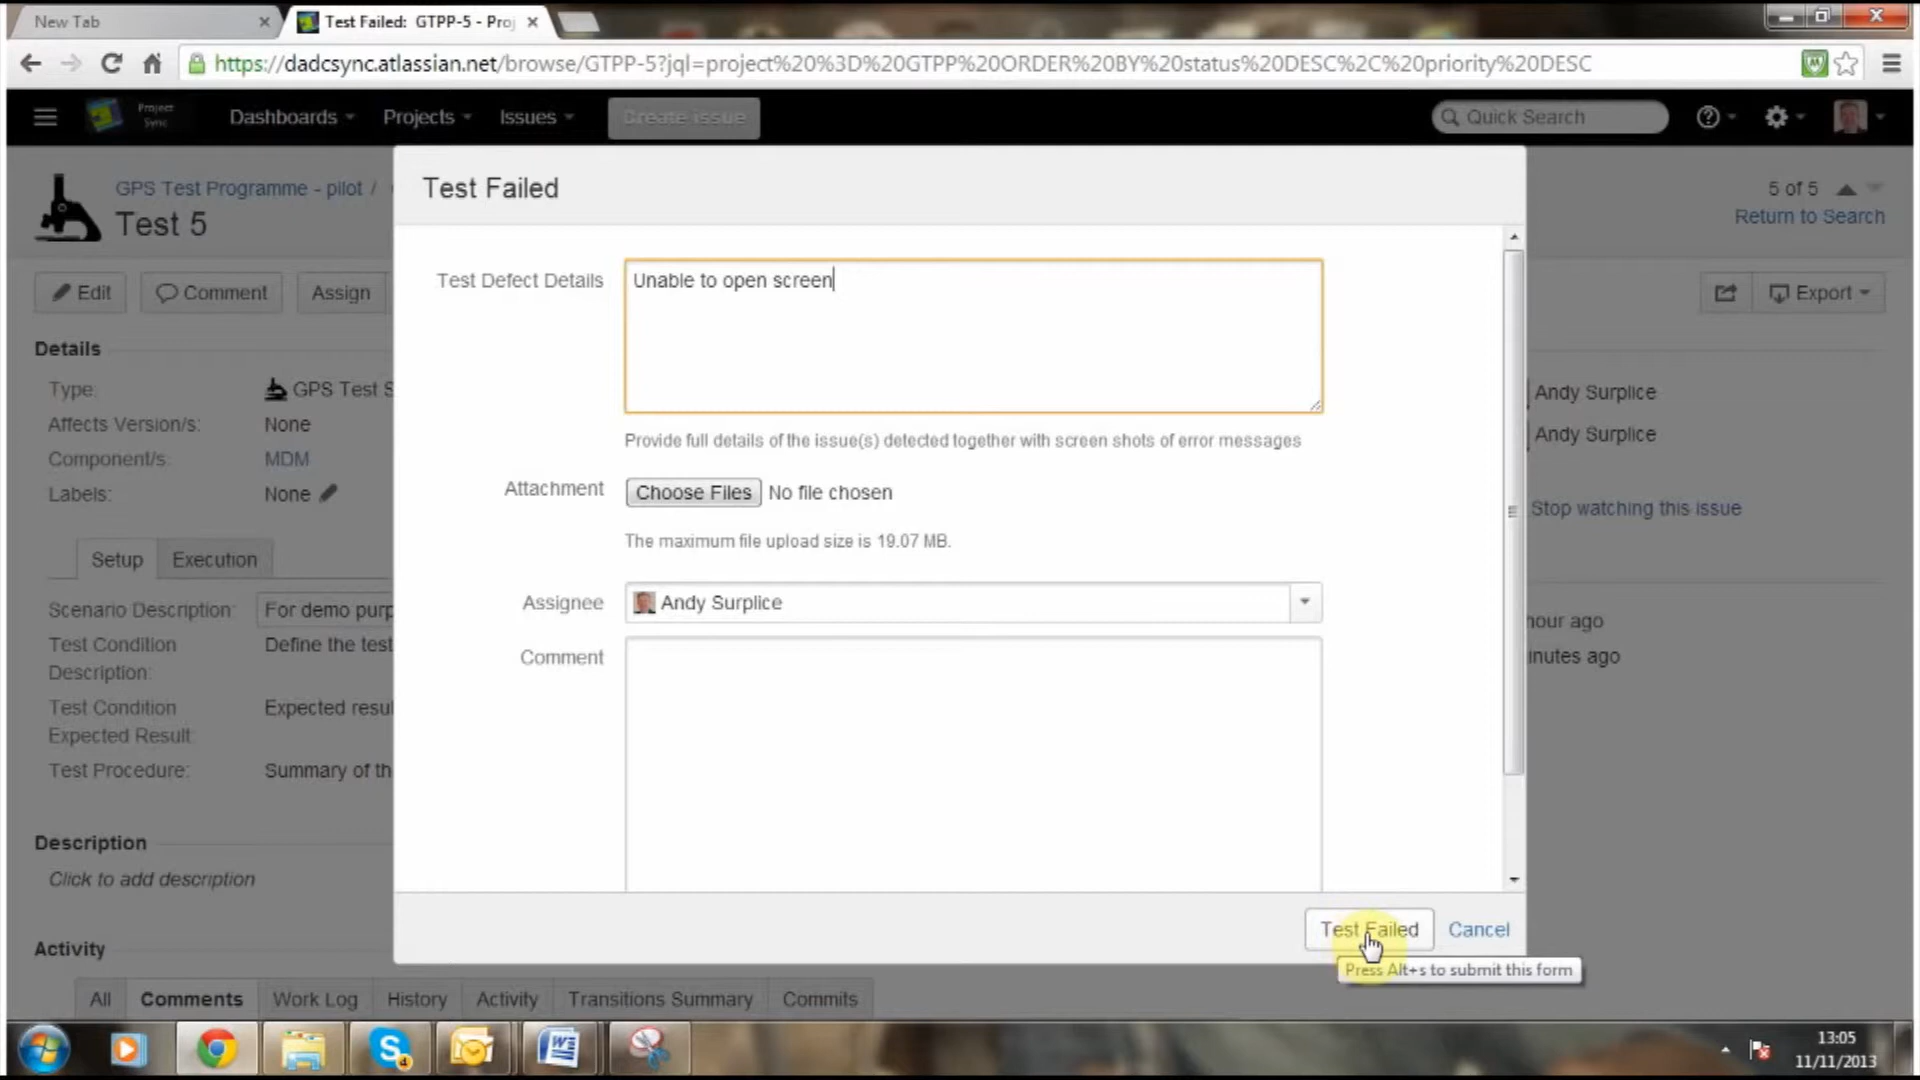 New Tab
Test Failed: GTPP-5 - Proj
https://dadcsync.atlassian.net/browse/GTPP-5?jql=project%20%3D%20GTPP%20ORDER%20BY%20status%20DESC%2C%20priority%20DESC
Project Sync
Dashboards
Projects
Issues
Create issue
Quick Search
GPS Test Programme - pilot /
Test 5
5 of 5
Return to Search
Edit
Comment
Assign
Export
Test Failed
Test Defect Details
Unable to open screen
Provide full details of the issue(s) detected together with screen shots of error messages
Attachment
Choose Files No file chosen
The maximum file upload size is 19.07 MB.
Assignee
Andy Surplice
Comment
Test Failed
Cancel
Press Alt+s to submit this form
Details
Type:
GPS Test S
Affects Version/s:
None
Component/s:
MDM
Labels:
None
Setup
Execution
Scenario Description:
For demo purp
Test Condition Description:
Define the test
Test Condition Expected Result:
Expected resul
Test Procedure:
Summary of th
Description
Click to add description
Activity
All
Comments
Work Log
History
Activity
Transitions Summary
Commits
Andy Surplice
Andy Surplice
Stop watching this issue
hour ago
inutes ago
13:05
11/11/2013